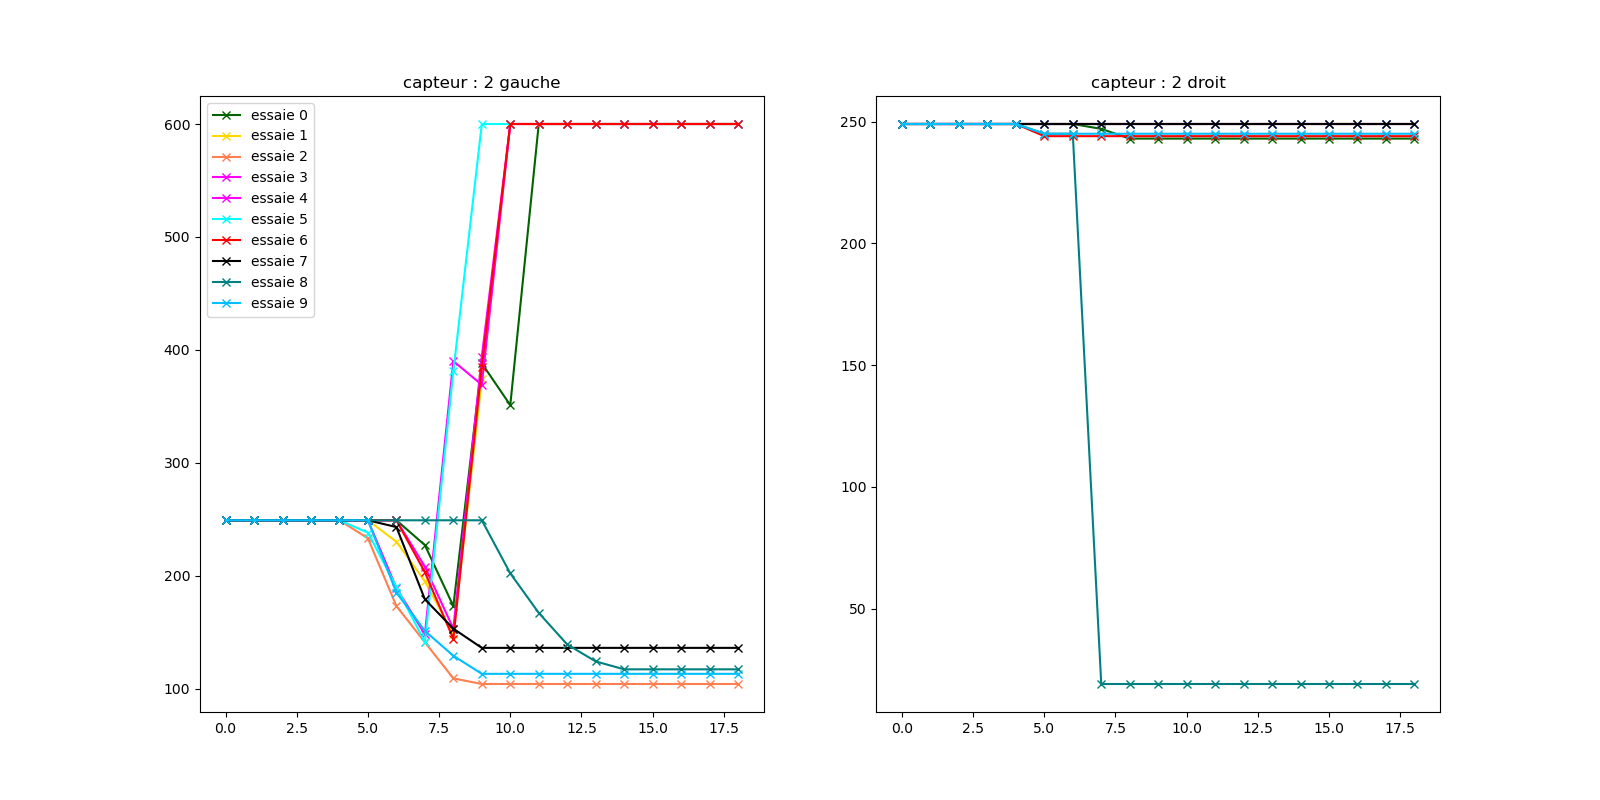 capteur : 2 gauche
600
500
400
300
200
100
0.0 2.5 5.0 7.5 10.0 12.5 15.0 17.5
essaie 0
essaie 1
essaie 2
essaie 3
essaie 4
essaie 5
essaie 6
essaie 7
essaie 8
essaie 9
capteur : 2 droit
250
200
150
100
50
0.0 2.5 5.0 7.5 10.0 12.5 15.0 17.5